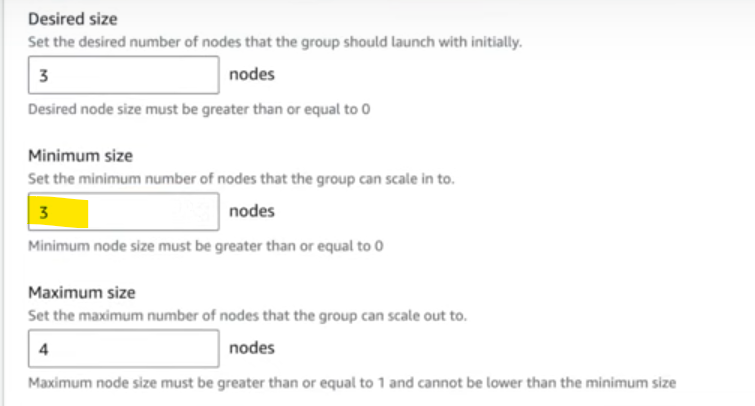 Desired size
Set the desired number of nodes that the group should launch with initially.
3 nodes
Desired node size must be greater than or equal to 0
Minimum size
Set the minimum number of nodes that the group can scale in to.
3 nodes
Minimum node size must be greater than or equal to 0
Maximum size
Set the maximum number of nodes that the group can scale out to.
4 nodes
Maximum node size must be greater than or equal to 1 and cannot be lower than the minimum size